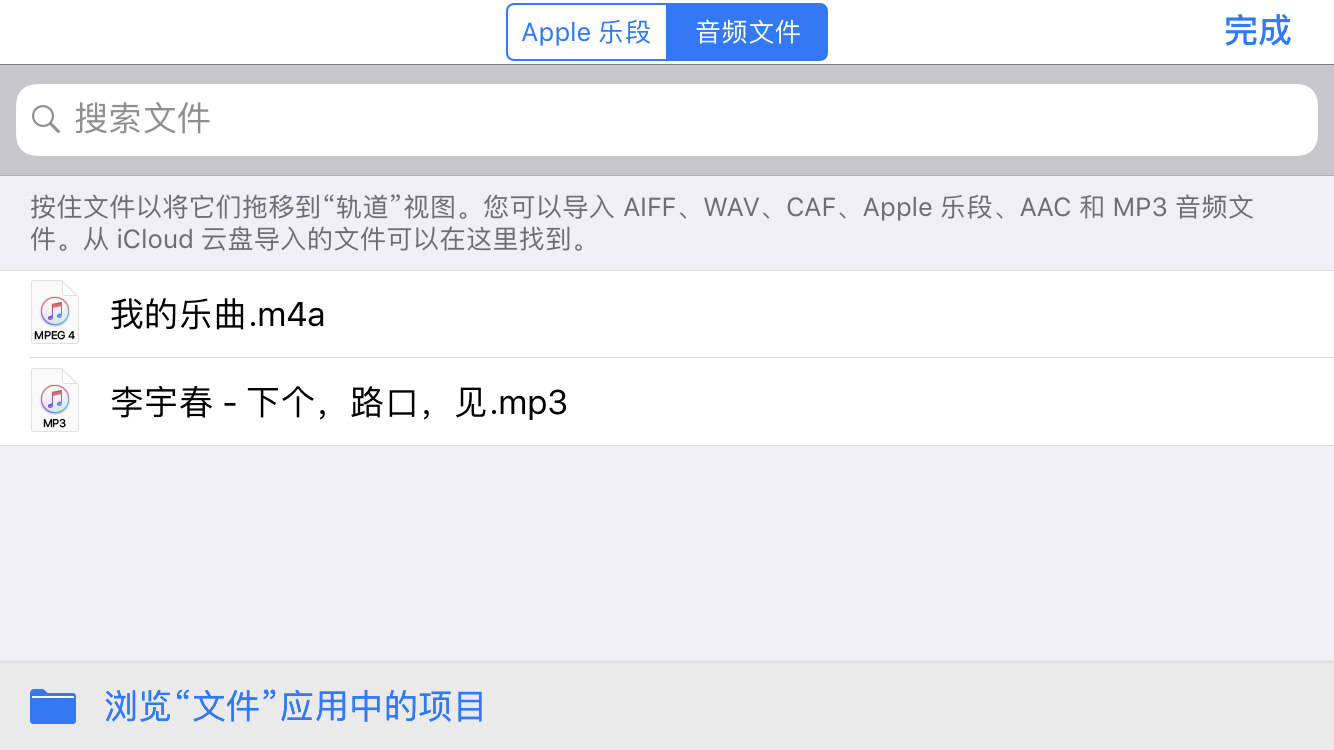 Apple 乐段
音频文件
完成
搜索文件
按住文件以将它们拖移到“轨道”视图。您可以导入 AIFF、WAV、CAF、Apple 乐段、AAC 和 MP3 音频文
件。从 iCloud 云盘导入的文件可以在这里找到。
MPEG 4
我的乐曲.m4a
MP3
李宇春 - 下个，路口，见.mp3
浏览“文件”应用中的项目